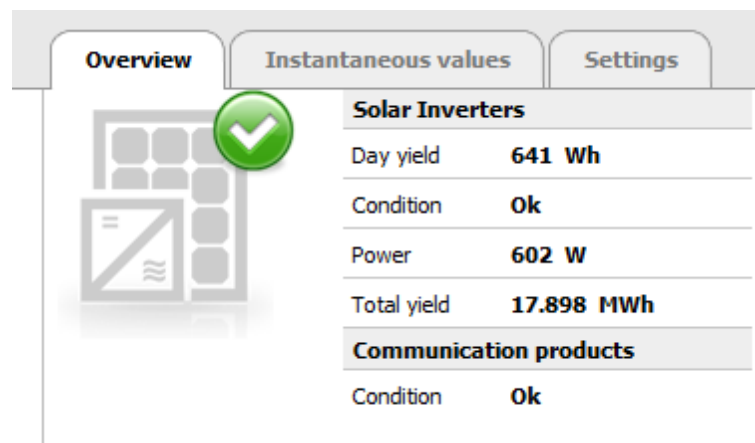 Overview Instantaneous values Settings
Solar Inverters
Day yield 641 Wh
Condition Ok
Power 602 W
Total yield 17.898 MWh
Communication products
Condition Ok